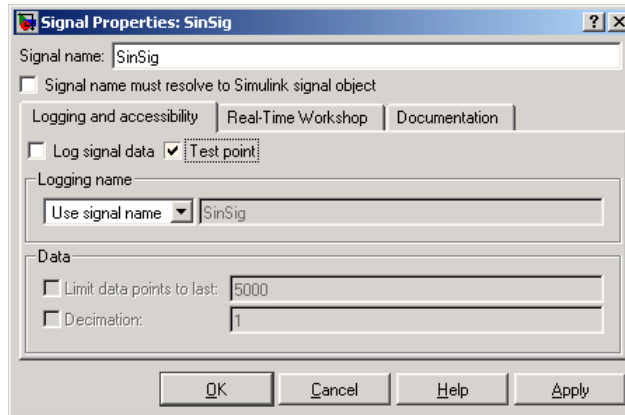 Signal Properties: SinSig
Signal name: SinSig
Signal name must resolve to Simulink signal object
Logging and accessibility Real-Time Workshop Documentation
Log signal data Test point
Logging name
Use signal name SinSig
Data
Limit data points to last: 5000
Decimation: 1
OK Cancel Help Apply